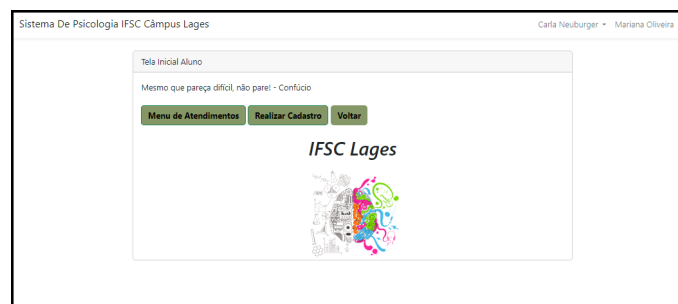 Sistema De Psicologia IFSC Câmpus Lages Carla Neuburger Mariana Oliveira
Tela Inicial Aluno
Mesmo que pareça difícil, não pare! - Confúcio
Menu de Atendimentos Realizar Cadastro Voltar
IFSC Lages